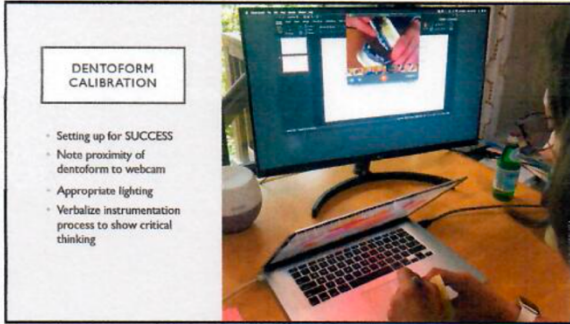 DENTOFORM
CALIBRATION
Setting up for SUCCESS
Note proximity of
dentoform to webcam
Appropriate lighting
Verbalize instrumentation
process to show critical
thinking